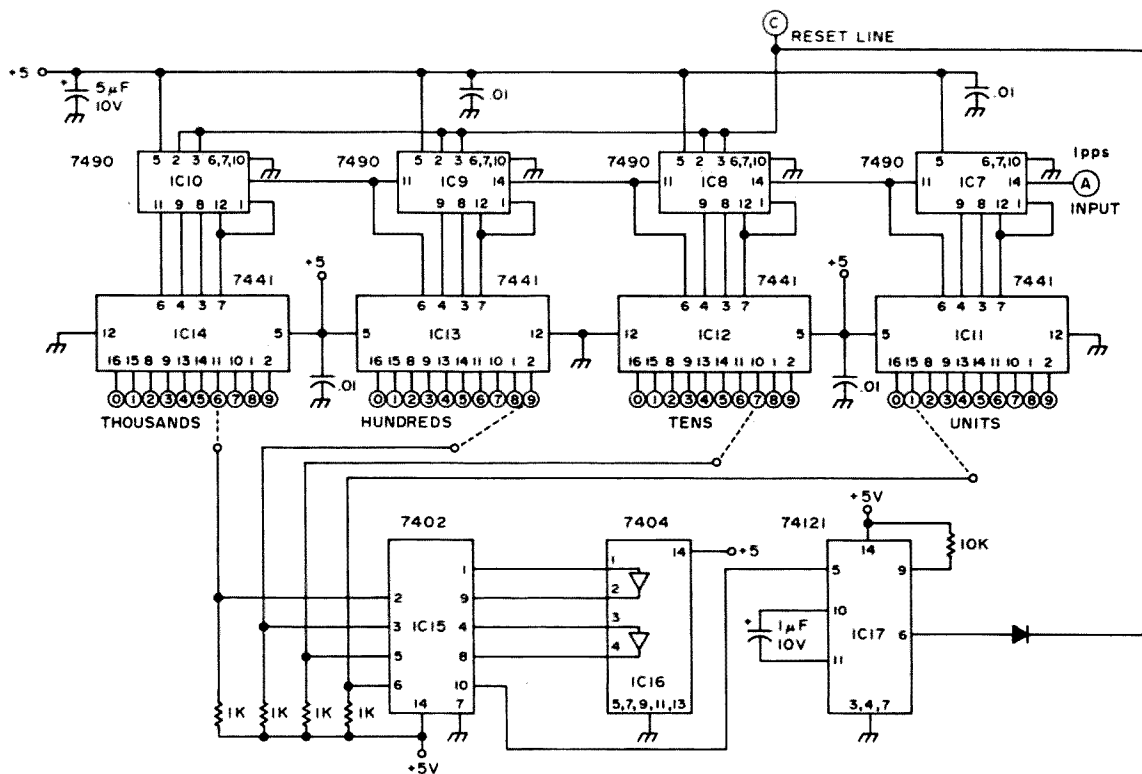 C
RESET LINE
+5
+ 5µF
10V
.01
.01
7490
7490
7490
7490
5 2 3 6,7,10
5 2 3 6,7,10
5 2 3 6,7,10
5 6,7,10
1pps
IC10
11 IC9 14
11 IC8 14
11 IC7 14
A
INPUT
11 9 8 12 1
9 8 12 1
9 8 12 1
9 8 12 1
+5
+5
7441
7441
7441
7441
6 4 3 7
6 4 3 7
6 4 3 7
6 4 3 7
12 IC14 5
5 IC13 12
12 IC12 5
5 IC11 12
16 15 8 9 13 14 11 10 1 2
16 15 8 9 13 14 11 10 1 2
16 15 8 9 13 14 11 10 1 2
16 15 8 9 13 14 11 10 1 2
.01
.01
0 1 2 3 4 5 6 7 8 9
0 1 2 3 4 5 6 7 8 9
0 1 2 3 4 5 6 7 8 9
0 1 2 3 4 5 6 7 8 9
THOUSANDS
HUNDREDS
TENS
UNITS
7402
7404
74121
+5V
1
2
9
3
IC15
4
5
8
6
10
14
7
1K
1K
1K
1K
+5V
1
14
+5
2
3
4
IC16
5,7,9,11,13
14
10K
5
9
10
+ 1µF
10V
IC17
6
11
3,4,7